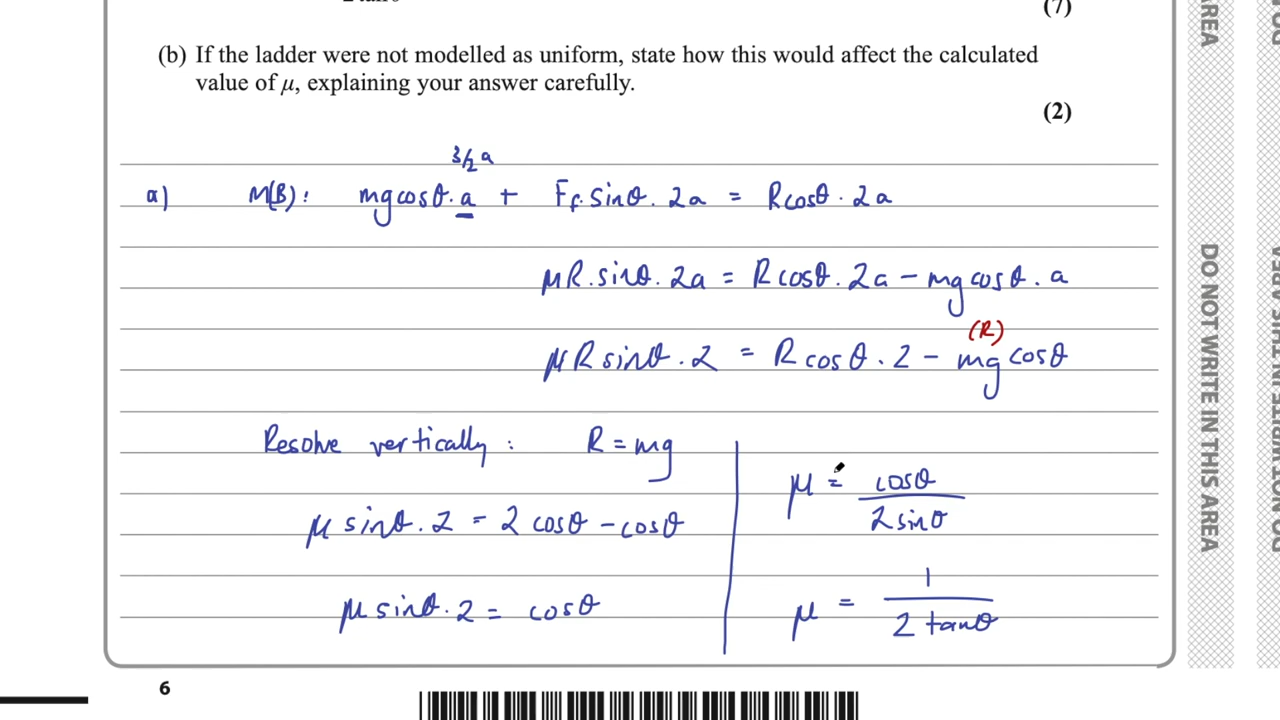 (7)
(b) If the ladder were not modelled as uniform, state how this would affect the calculated
value of μ, explaining your answer carefully.
(2)
3/2 a
a) M(B): mg cosθ . a + Ff . sinθ . 2a = R cosθ . 2a
μR . sinθ . 2a = R cosθ . 2a − mg cosθ . a
(R)
μ R sinθ . 2 = R cosθ . 2 − mg cosθ
Resolve vertically : R = mg
μ sinθ . 2 = 2 cosθ − cosθ
μ sinθ . 2 = cosθ
μ = cosθ / 2 sinθ
μ = 1 / 2 tanθ
6
AREA
DO NOT WRITE IN THIS AREA